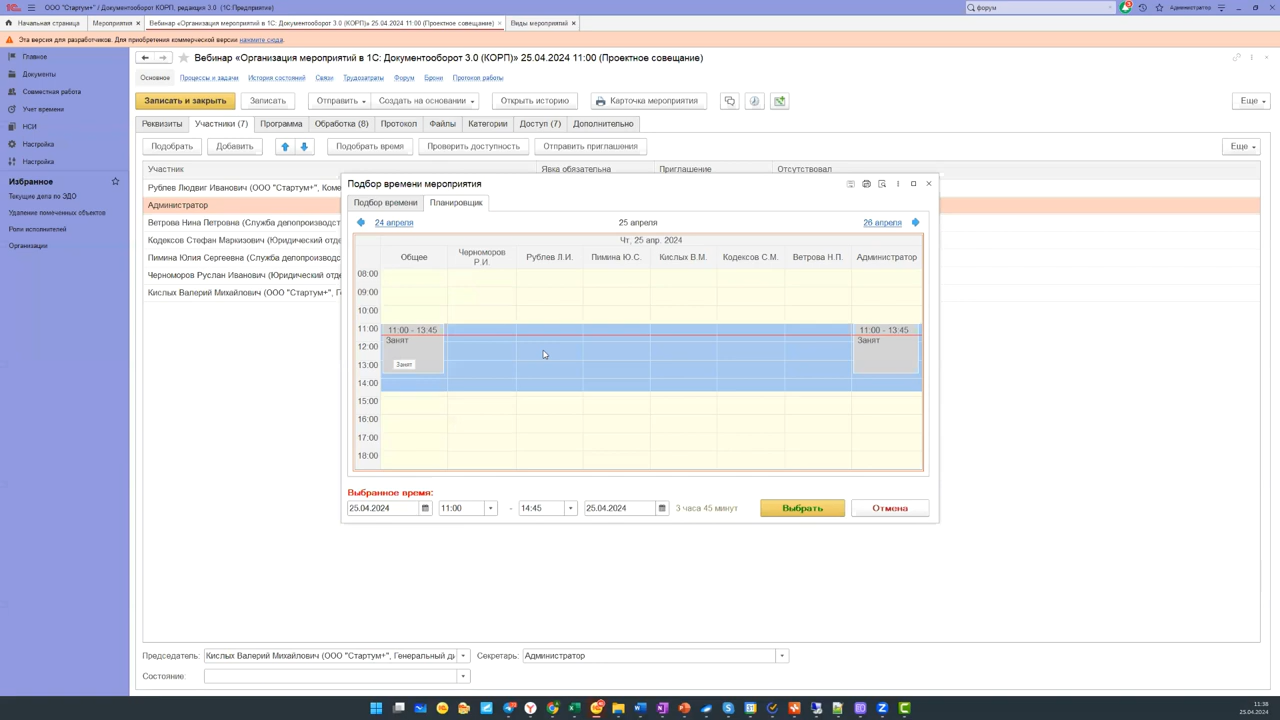 ООО "Стартум+" / Документооборот КОРП, редакция 3.0 (1С:Предприятие)
форум
Администратор
Начальная страница
Мероприятия ×
Вебинар «Организация мероприятий в 1С: Документооборот 3.0 (КОРП)» 25.04.2024 11:00 (Проектное совещание) ×
Виды мероприятий ×
Эта версия для разработчиков. Для приобретения коммерческой версии нажмите сюда.
Главное
Документы
Совместная работа
Учет времени
НСИ
Настройка
Настройка
Избранное
Текущие дела по ЭДО
Удаление помеченных объектов
Роли исполнителей
Организации
Вебинар «Организация мероприятий в 1С: Документооборот 3.0 (КОРП)» 25.04.2024 11:00 (Проектное совещание)
Основное Процессы и задачи История состояний Связи Трудозатраты Форум Брони Протокол работы
Записать и закрыть Записать Отправить Создать на основании Открыть историю Карточка мероприятия Еще
Реквизиты Участники (7) Программа Обработка (8) Протокол Файлы Категории Доступ (7) Дополнительно
Подобрать Добавить Подобрать время Проверить доступность Отправить приглашения Еще
Участник Явка обязательна Приглашение Отсутствовал
Рублев Людвиг Иванович (ООО "Стартум+", Коме
Администратор
Ветрова Нина Петровна (Служба делопроизводст
Кодексов Стефан Маркизович (Юридический отде
Пимина Юлия Сергеевна (Служба делопроизводс
Черноморов Руслан Иванович (Юридический отде
Кислых Валерий Михайлович (ООО "Стартум+", Г
Подбор времени мероприятия
Подбор времени Планировщик
24 апреля 25 апреля 26 апреля
Чт, 25 апр. 2024
Общее Черноморов Р.И. Рублев Л.И. Пимина Ю.С. Кислых В.М. Кодексов С.М. Ветрова Н.П. Администратор
08:00
09:00
10:00
11:00 11:00 - 13:45 11:00 - 13:45
Занят Занят
12:00
13:00 Занят
14:00
15:00
16:00
17:00
18:00
Выбранное время:
25.04.2024 11:00 - 14:45 25.04.2024 3 часа 45 минут Выбрать Отмена
Председатель: Кислых Валерий Михайлович (ООО "Стартум+", Генеральный ди Секретарь: Администратор
Состояние:
11:38
25.04.2024